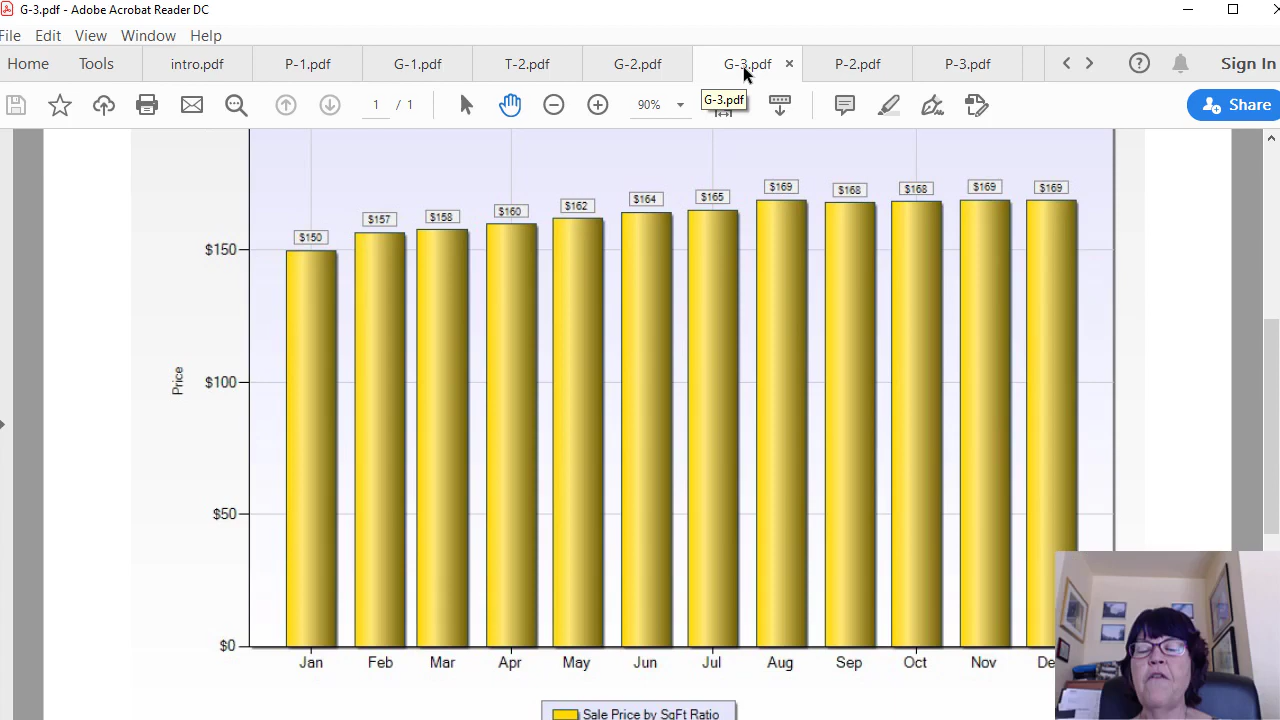 G-3.pdf - Adobe Acrobat Reader DC
File Edit View Window Help
Home Tools intro.pdf P-1.pdf G-1.pdf T-2.pdf G-2.pdf G-3.pdf × P-2.pdf P-3.pdf Sign In
1 / 1 90% Share
G-3.pdf
$150 $157 $158 $160 $162 $164 $165 $169 $168 $168 $169 $169
$150
Price
$100
$50
$0
Jan Feb Mar Apr May Jun Jul Aug Sep Oct Nov De
Sale Price by SqFt Ratio